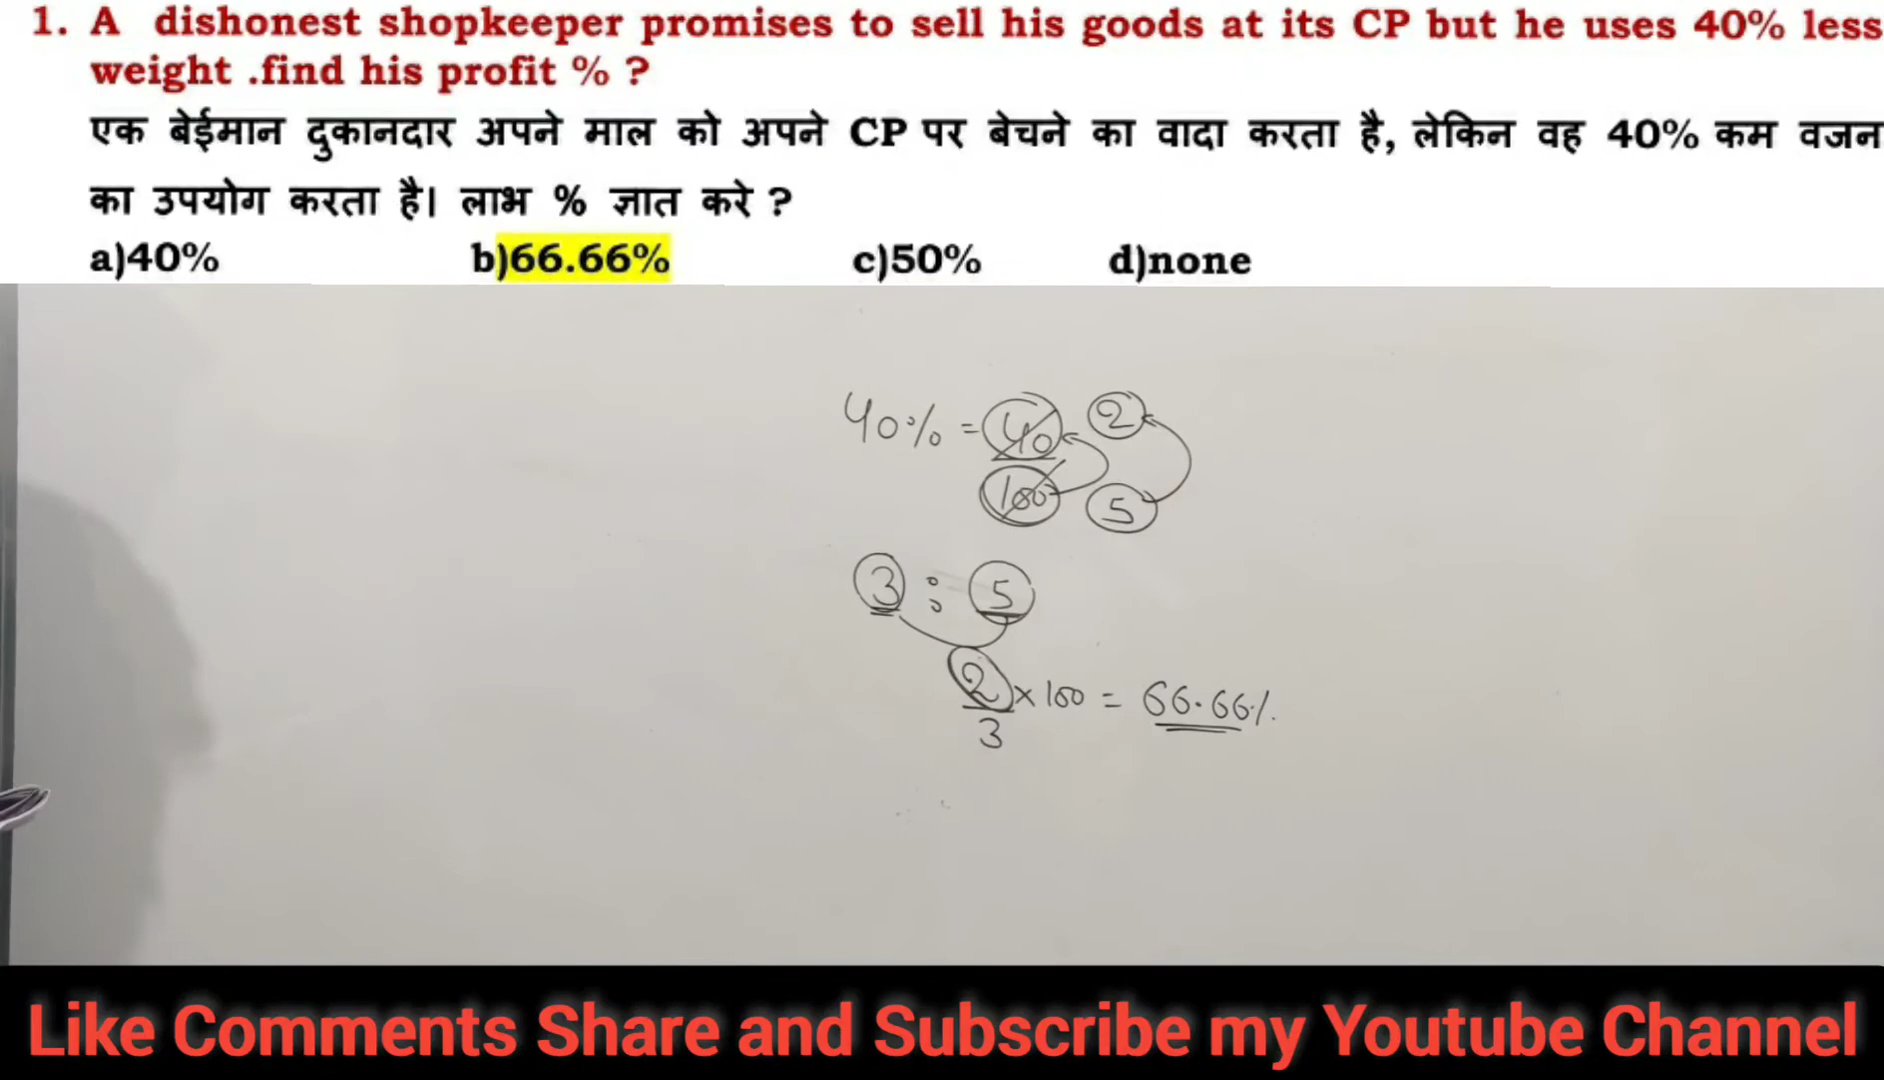 1. A dishonest shopkeeper promises to sell his goods at its CP but he uses 40% less
weight .find his profit % ?
एक बेईमान दुकानदार अपने माल को अपने CP पर बेचने का वादा करता है, लेकिन वह 40% कम वजन
का उपयोग करता है। लाभ % ज्ञात करे ?
a)40% b)66.66% c)50% d)none
40% = 40 2
100 5
3 : 5
2 × 100 = 66.66%
3
Like Comments Share and Subscribe my Youtube Channel